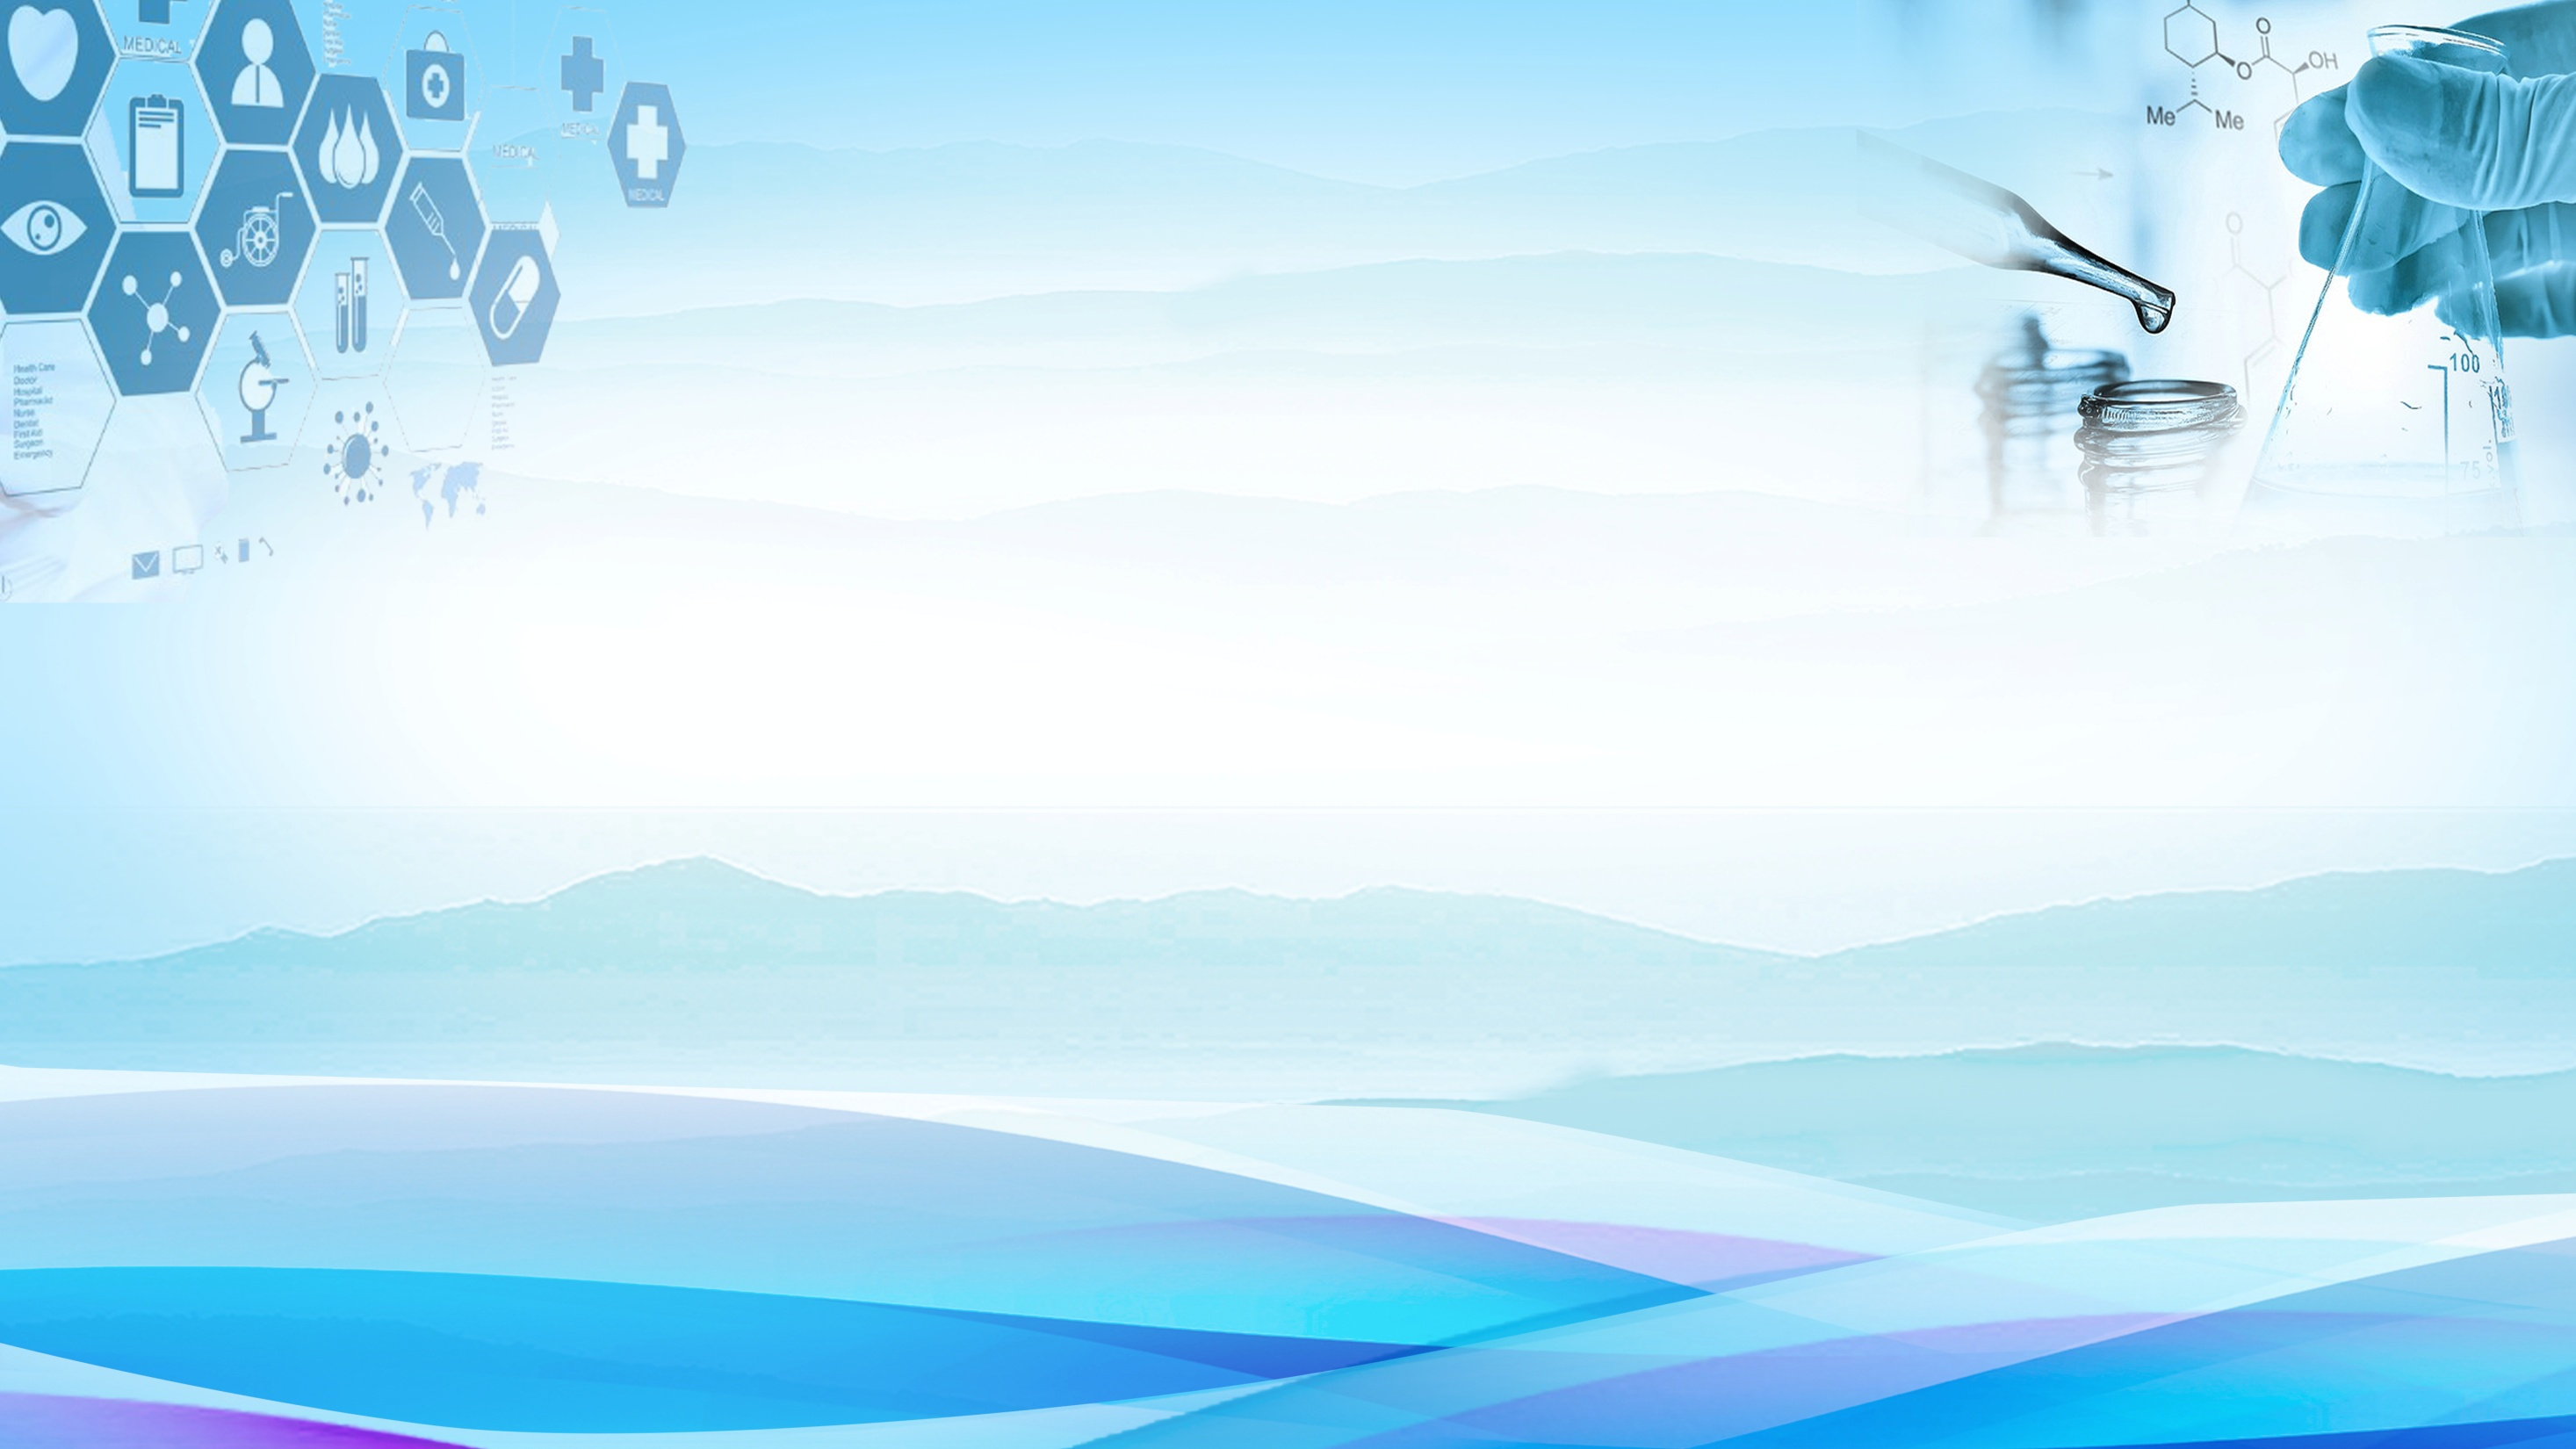 MEDICAL
MEDICAL
MEDICAL
MEDICAL
Health Care
Doctor
Hospital
Pharmacist
Nurse
Dentist
First Aid
Surgeon
Emergency
O
O
OH
Me
Me
O
100
75